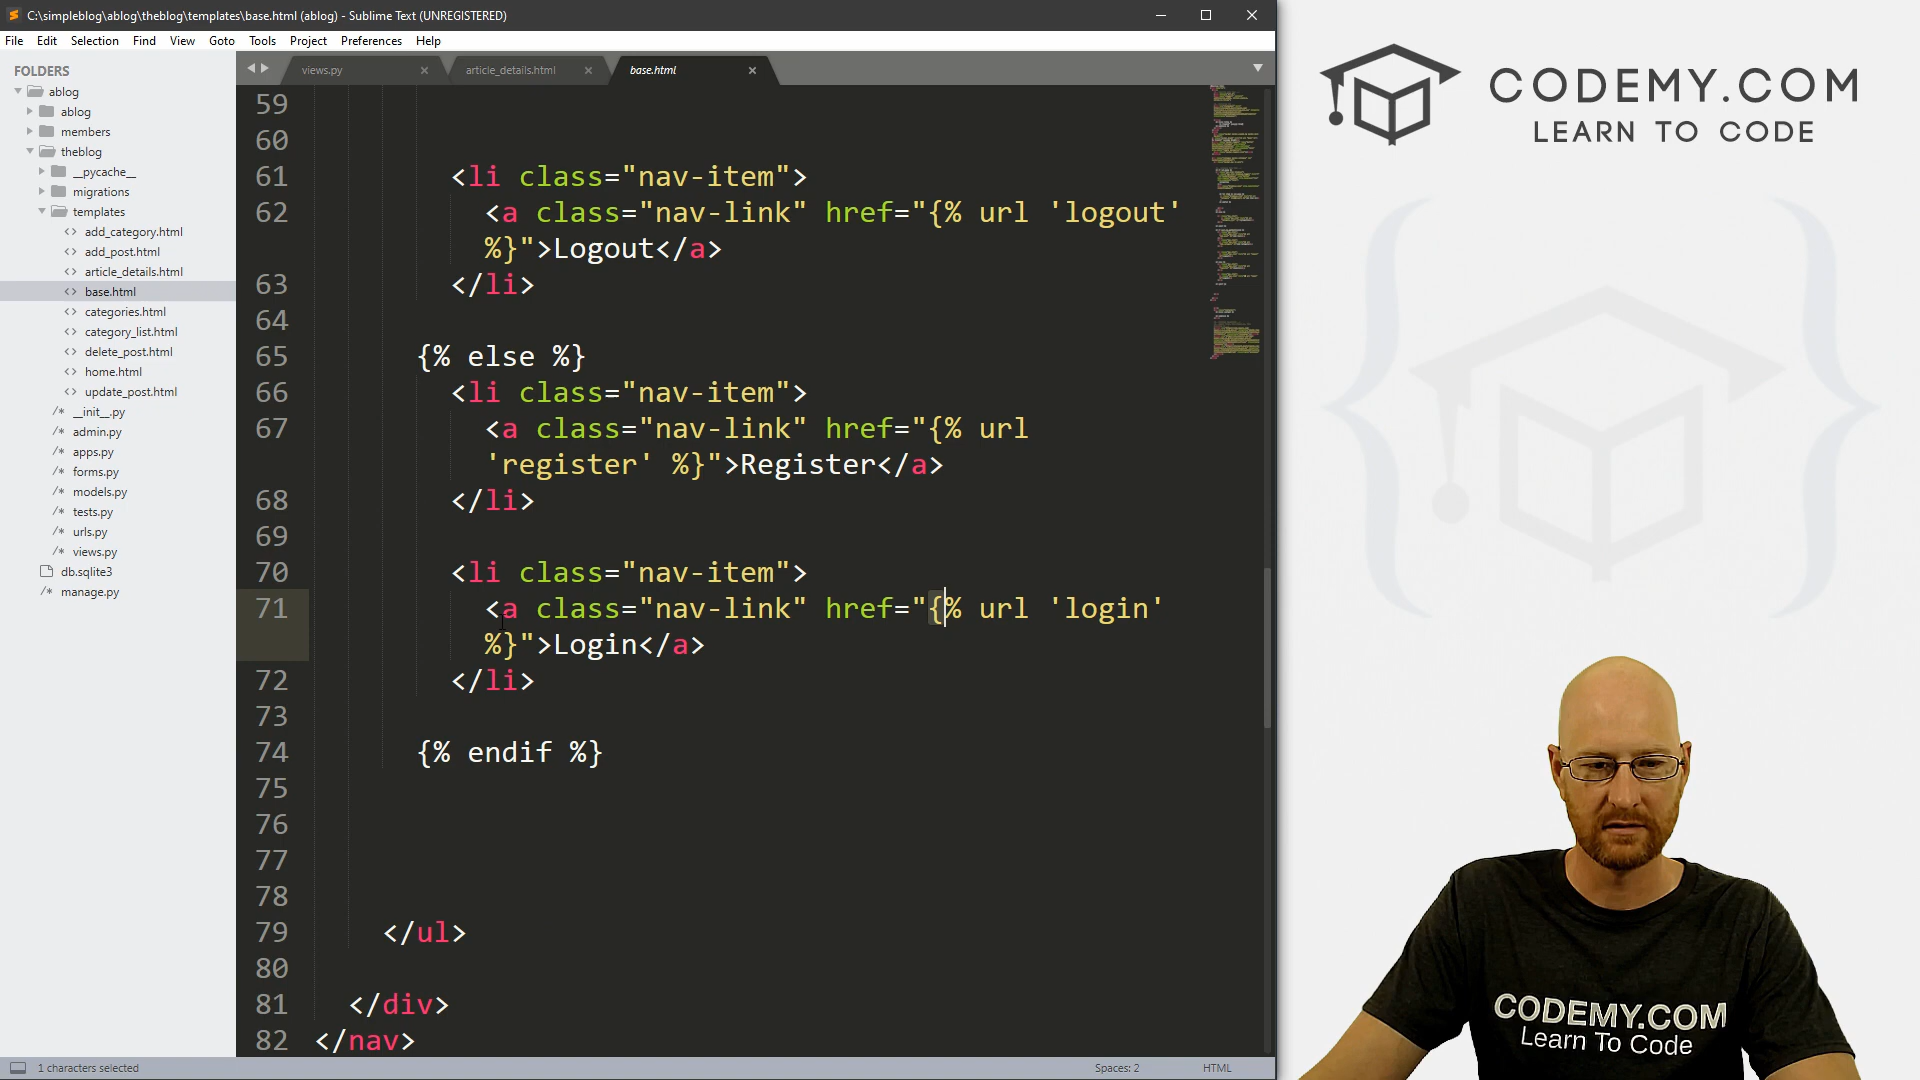 C:\simpleblog\ablog\theblog\templates\base.html (ablog) - Sublime Text (UNREGISTERED)
File Edit Selection Find View Goto Tools Project Preferences Help
FOLDERS
ablog
ablog
members
theblog
__pycache__
migrations
templates
add_category.html
add_post.html
article_details.html
base.html
categories.html
category_list.html
delete_post.html
home.html
update_post.html
__init__.py
admin.py
apps.py
forms.py
models.py
tests.py
urls.py
views.py
db.sqlite3
manage.py
views.py
article_details.html
base.html
59
60
61 <li class="nav-item">
62 <a class="nav-link" href="{% url 'logout'
%}">Logout</a>
63 </li>
64
65 {% else %}
66 <li class="nav-item">
67 <a class="nav-link" href="{% url
'register' %}">Register</a>
68 </li>
69
70 <li class="nav-item">
71 <a class="nav-link" href="{% url 'login'
%}">Login</a>
72 </li>
73
74 {% endif %}
75
76
77
78
79 </ul>
80
81 </div>
82 </nav>
1 characters selected
Spaces: 2
HTML
CODEMY.COM
LEARN TO CODE
CODEMY.COM
Learn To Code